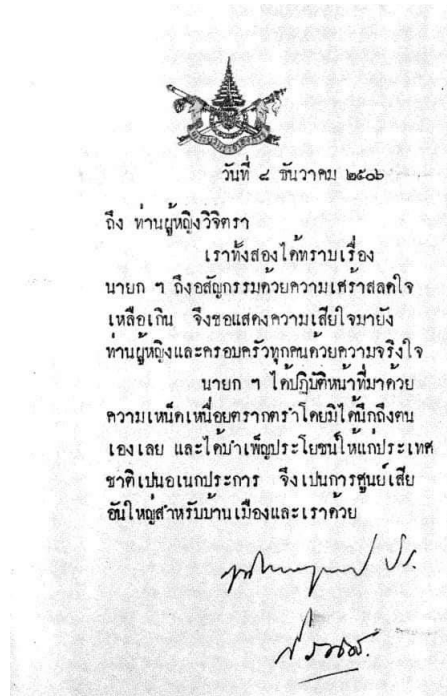 วันที่ ๘ ธันวาคม ๒๕๐๖
ถึง ท่านผู้หญิงวิจิตรา
เราทั้งสองได้ทราบเรื่อง
นายก ฯ ถึงอสัญกรรมด้วยความเศร้าสลดใจ
เหลือเกิน จึงขอแสดงความเสียใจมายัง
ท่านผู้หญิงและครอบครัวทุกคนด้วยความจริงใจ
นายก ฯ ได้ปฏิบัติหน้าที่มาด้วย
ความเหน็ดเหนื่อยตรากตรำโดยมิได้นึกถึงตน
เองเลย และได้บำเพ็ญประโยชน์ให้แก่ประเทศ
ชาติเปนอเนกประการ จึงเปนการศูนย์เสีย
อันใหญ่สำหรับบ้านเมืองและเราด้วย
ปร.